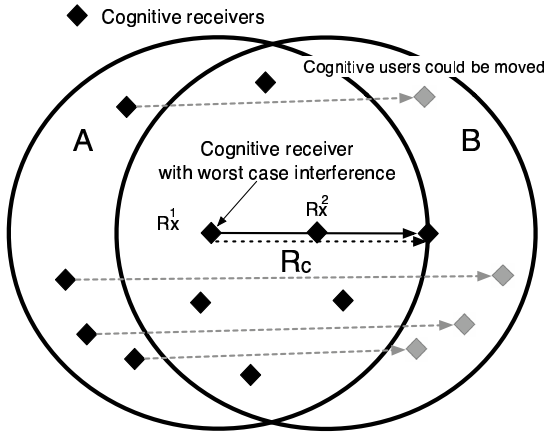 Cognitive receivers
Cognitive users could be moved
A
B
Cognitive receiver
with worst case interference
Rx1
Rx2
Rc